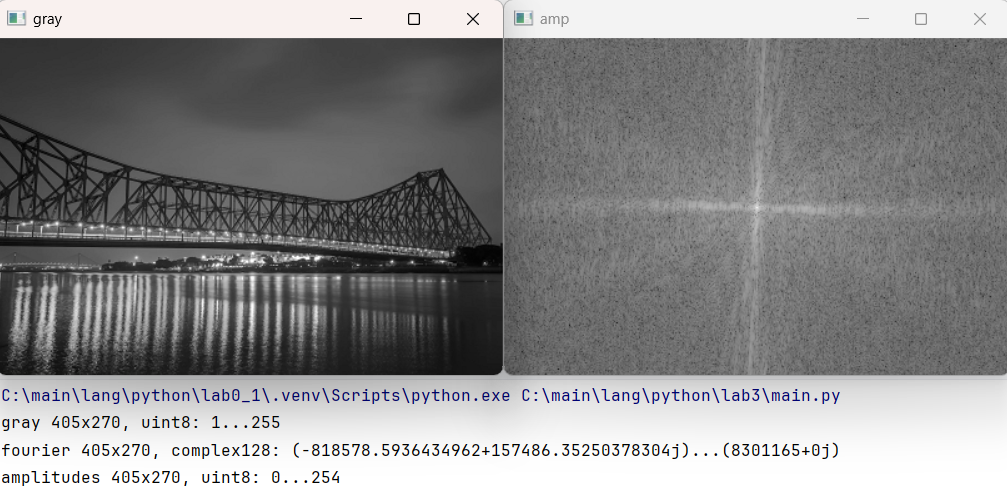 gray
amp
C:\main\lang\python\lab0_1\.venv\Scripts\python.exe C:\main\lang\python\lab3\main.py
gray 405x270, uint8: 1...255
fourier 405x270, complex128: (-818578.5936434962+157486.35250378304j)...(8301165+0j)
amplitudes 405x270, uint8: 0...254